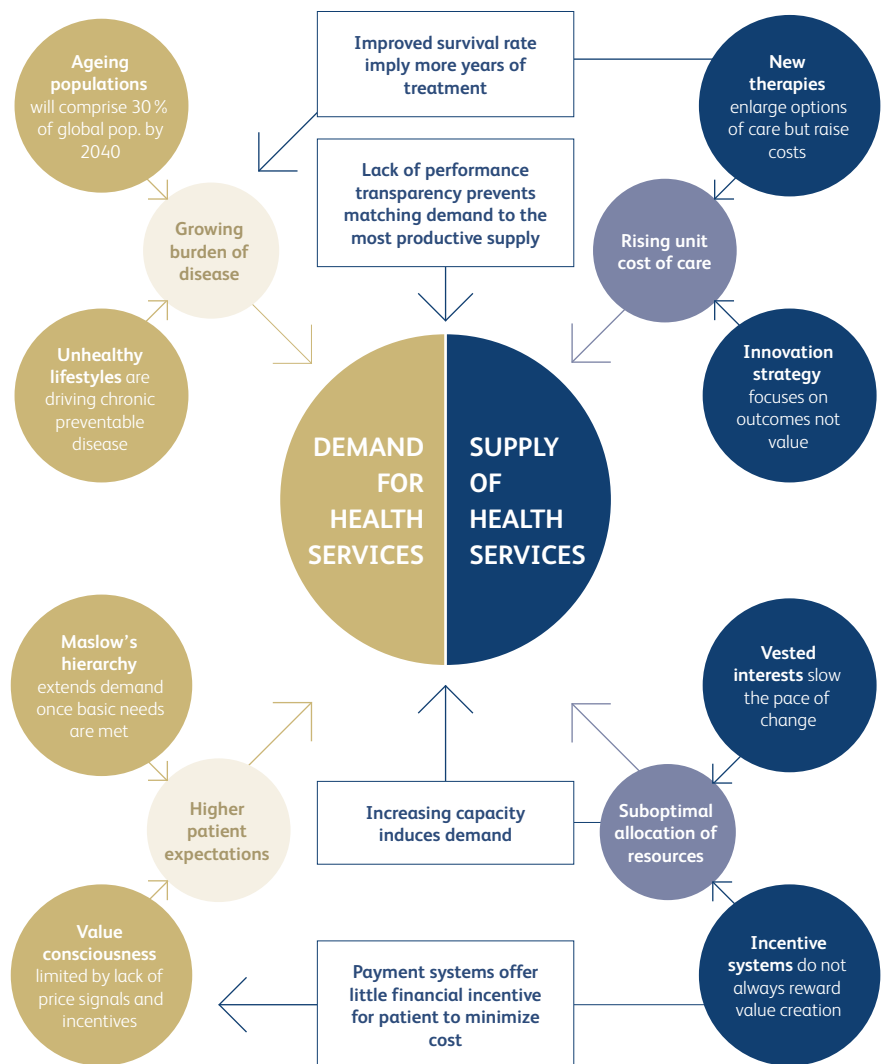 Ageing
populations
will comprise 30 %
of global pop. by
2040
Improved survival rate
imply more years of
treatment
New
therapies
enlarge options
of care but raise
costs
Lack of performance
transparency prevents
matching demand to the
most productive supply
Growing
burden of
disease
Rising unit
cost of care
Unhealthy
lifestyles are
driving chronic
preventable
disease
Innovation
strategy
focuses on
outcomes not
value
DEMAND
FOR
HEALTH
SERVICES
SUPPLY
OF
HEALTH
SERVICES
Maslow's
hierarchy
extends demand
once basic needs
are met
Vested
interests slow
the pace of
change
Higher
patient
expectations
Increasing capacity
induces demand
Suboptimal
allocation of
resources
Value
consciousness
limited by lack of
price signals and
incentives
Payment systems offer
little financial incentive
for patient to minimize
cost
Incentive
systems do not
always reward
value creation